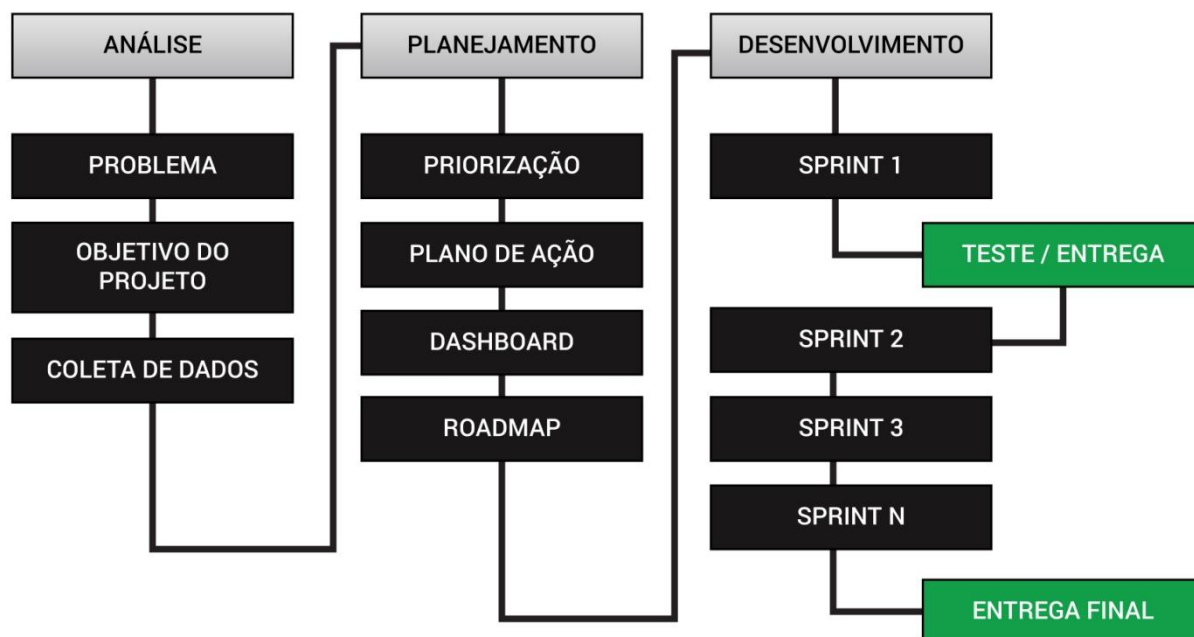 ANÁLISE
PROBLEMA
OBJETIVO DO
PROJETO
COLETA DE DADOS
PLANEJAMENTO
PRIORIZAÇÃO
PLANO DE AÇÃO
DASHBOARD
ROADMAP
DESENVOLVIMENTO
SPRINT 1
TESTE / ENTREGA
SPRINT 2
SPRINT 3
SPRINT N
ENTREGA FINAL